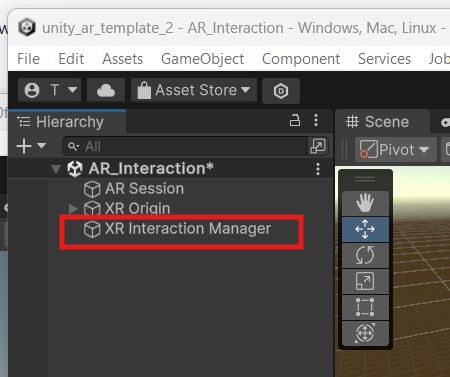 unity_ar_template_2 - AR_Interaction - Windows, Mac, Linux -
File Edit Assets GameObject Component Services Job
T Asset Store
Hierarchy
Scene
All
Pivot
AR_Interaction*
AR Session
XR Origin
XR Interaction Manager